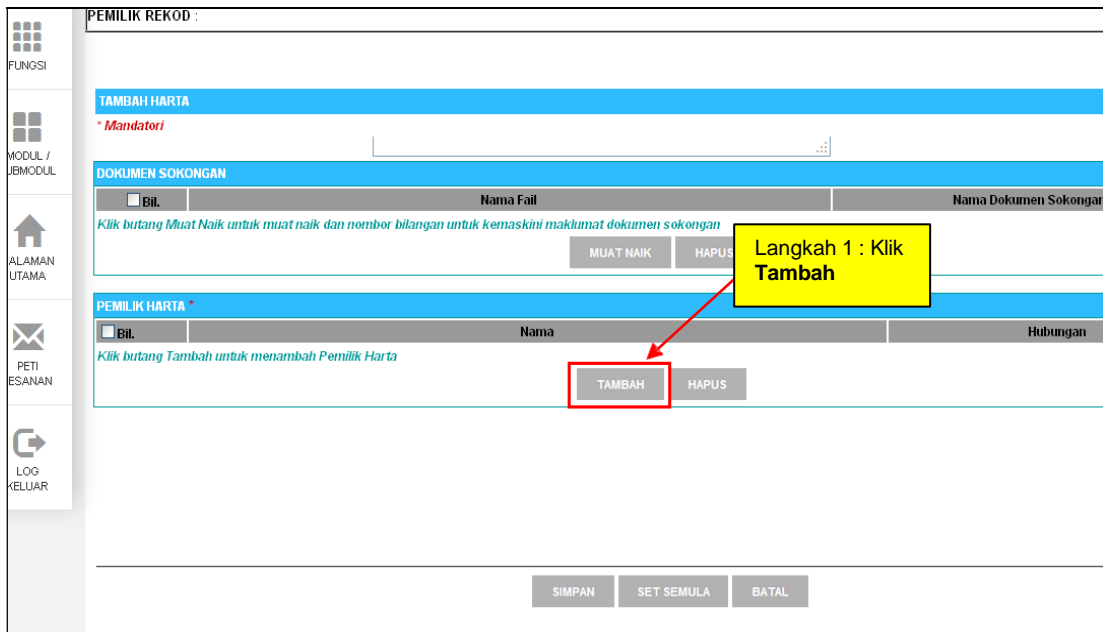 PEMILIK REKOD :
FUNGSI
TAMBAH HARTA
* Mandatori
MODUL /
UBMODUL
DOKUMEN SOKONGAN
Bil. Nama Fail Nama Dokumen Sokongan
Klik butang Muat Naik untuk muat naik dan nombor bilangan untuk kemaskini maklumat dokumen sokongan
MUAT NAIK HAPUS
Langkah 1 : Klik
Tambah
ALAMAN
UTAMA
PEMILIK HARTA *
Bil. Nama Hubungan
Klik butang Tambah untuk menambah Pemilik Harta
TAMBAH HAPUS
PETI
ESANAN
LOG
KELUAR
SIMPAN SET SEMULA BATAL